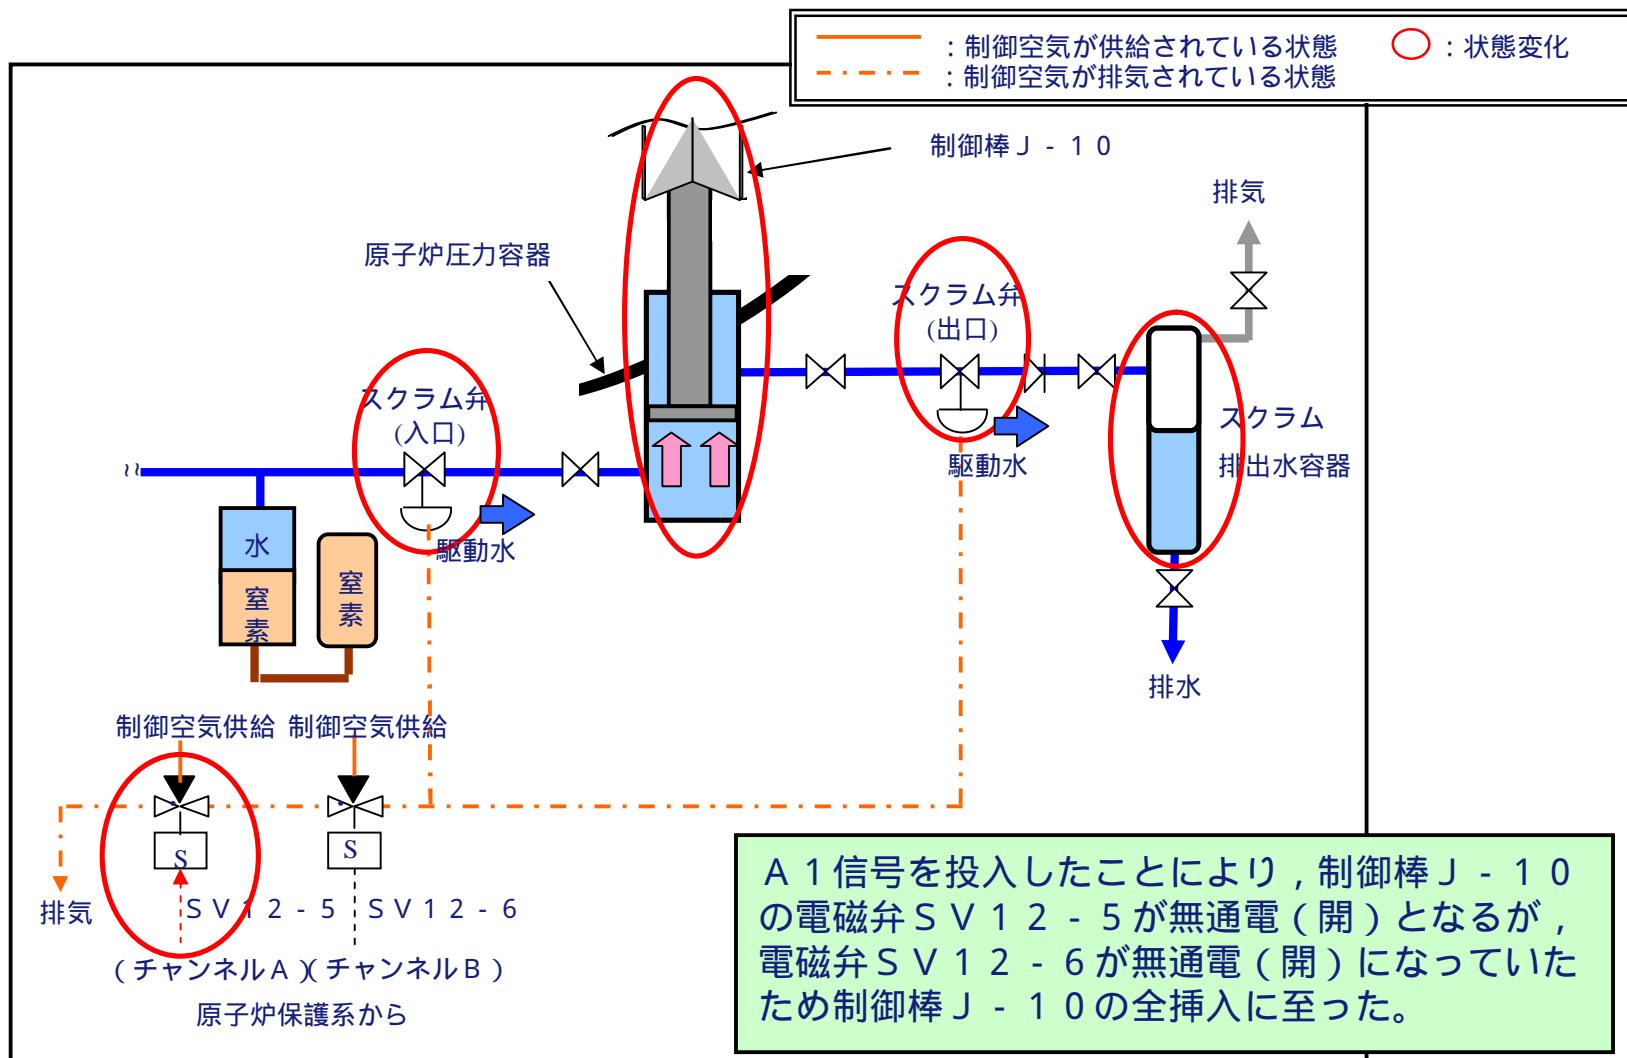 ：制御空気が供給されている状態
：状態変化
：制御空気が排気されている状態
制御棒Ｊ‐１０
排気
原子炉圧力容器
スクラム弁
(出口)
スクラム弁
(入口)
スクラム
排出水容器
駆動水
駆動水
水
窒素
窒素
排水
制御空気供給
制御空気供給
S
S
排気
ＳＶ１２‐５
ＳＶ１２‐６
（チャンネルＡ）
（チャンネルＢ）
原子炉保護系から
Ａ１信号を投入したことにより，制御棒Ｊ‐１０
の電磁弁ＳＶ１２‐５が無通電（開）となるが，
電磁弁ＳＶ１２‐６が無通電（開）になっていた
ため制御棒Ｊ‐１０の全挿入に至った。